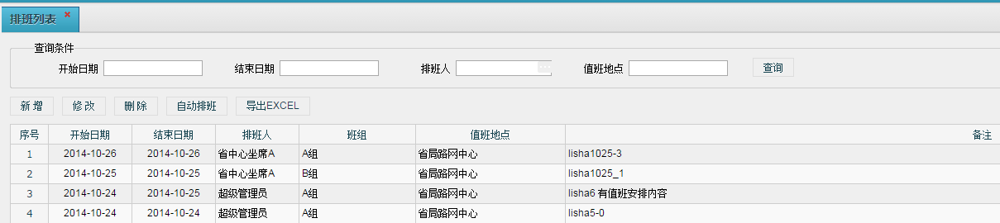 排班列表
查询条件
开始日期 结束日期 排班人 ... 值班地点 查询
新 增 修 改 删 除 自动排班 导出EXCEL
序号 开始日期 结束日期 排班人 班组 值班地点 备注
1 2014-10-26 2014-10-26 省中心坐席A A组 省局路网中心 lisha1025-3
2 2014-10-25 2014-10-25 省中心坐席A B组 省局路网中心 lisha1025_1
3 2014-10-24 2014-10-25 超级管理员 A组 省局路网中心 lisha6 有值班安排内容
4 2014-10-24 2014-10-24 超级管理员 A组 省局路网中心 lisha5-0